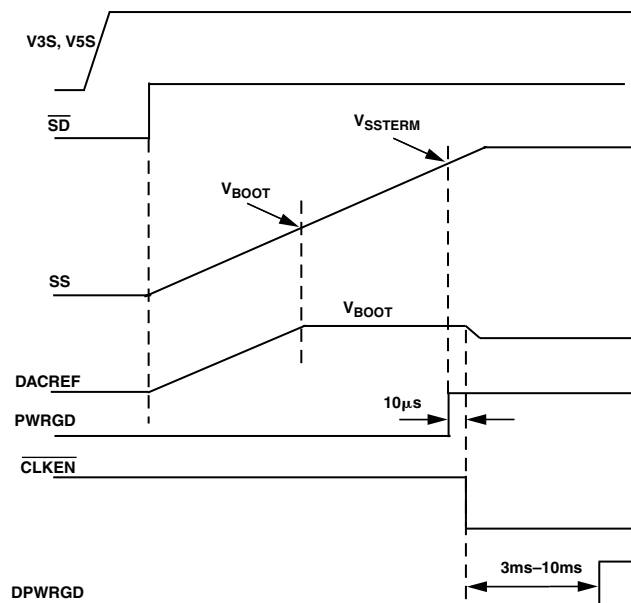 V3S, V5S
SD
VSSTERM
VBOOT
SS
VBOOT
DACREF
10μs
PWRGD
CLKEN
3ms–10ms
DPWRGD